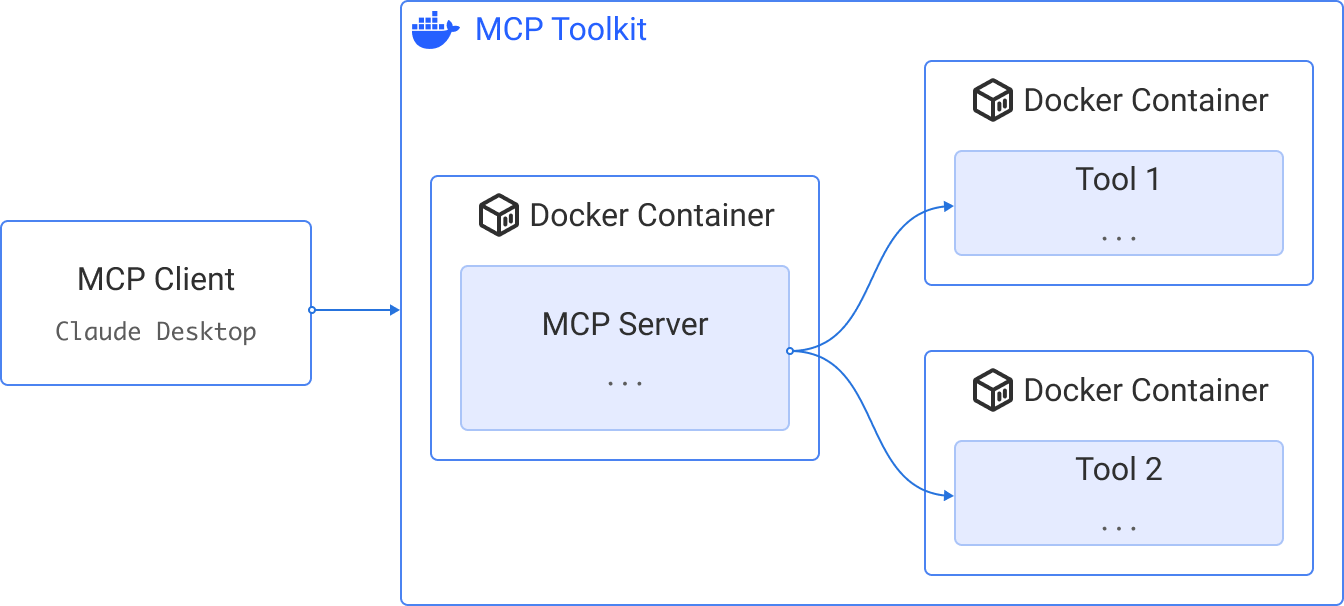 MCP Toolkit
MCP Client
Claude Desktop
Docker Container
MCP Server
...
Docker Container
Tool 1
...
Docker Container
Tool 2
...